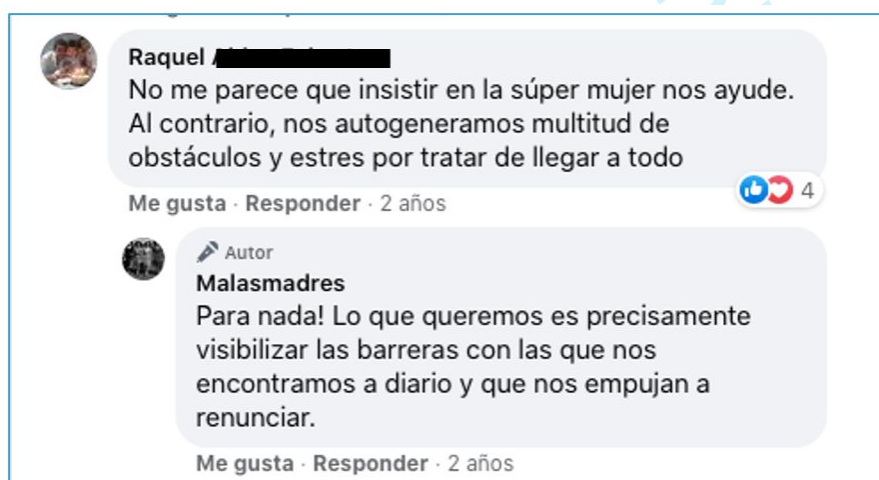 Raquel
No me parece que insistir en la súper mujer nos ayude.
Al contrario, nos autogeneramos multitud de
obstáculos y estres por tratar de llegar a todo
Me gusta · Responder · 2 años
4
Autor
Malasmadres
Para nada! Lo que queremos es precisamente
visibilizar las barreras con las que nos
encontramos a diario y que nos empujan a
renunciar.
Me gusta · Responder · 2 años